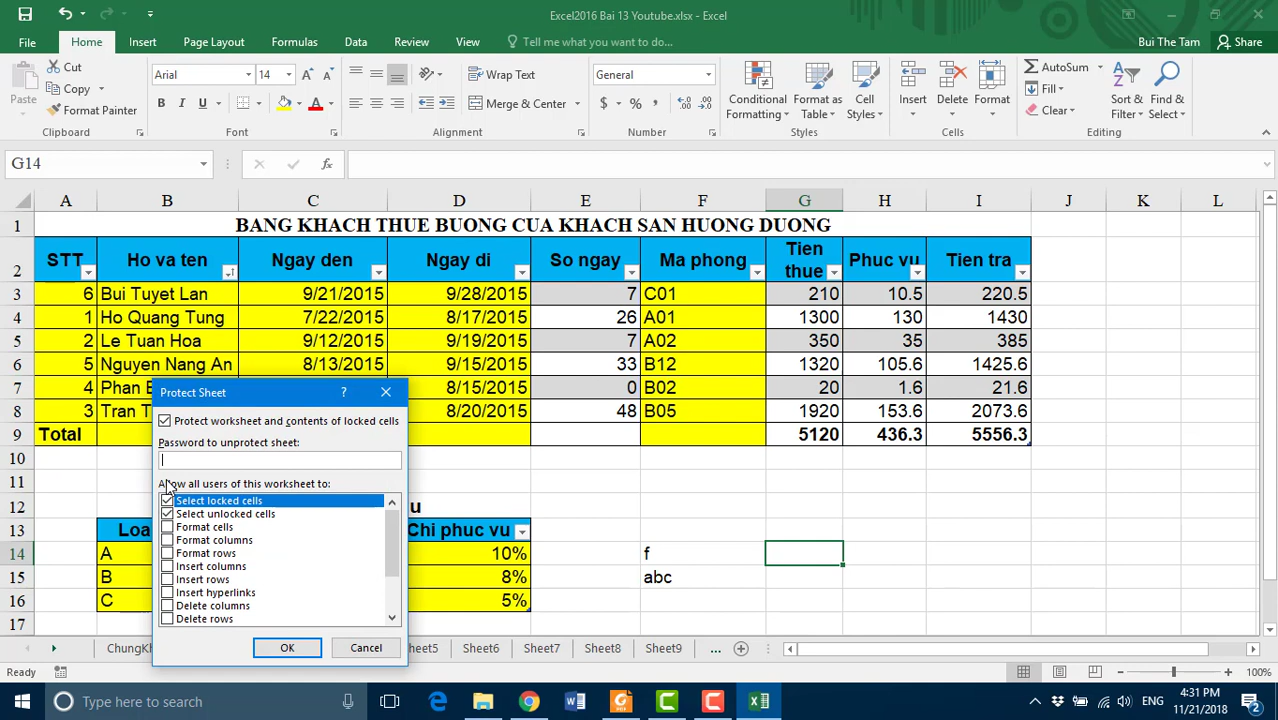 Excel2016 Bai 13 Youtube.xlsx - Excel
File Home Insert Page Layout Formulas Data Review View Tell me what you want to do... Bui The Tam Share
Cut
Copy
Format Painter
Paste
Clipboard
Arial 14
B I U
Font
Wrap Text
Merge & Center
Alignment
General
$ % ,
Number
Conditional Formatting
Format as Table
Cell Styles
Styles
Insert Delete Format
Cells
AutoSum
Fill
Clear
Sort & Filter
Find & Select
Editing
G14 fx
A B C D E F G H I J K L
1 BANG KHACH THUE BUONG CUA KHACH SAN HUONG DUONG
2 STT Ho va ten Ngay den Ngay di So ngay Ma phong Tien thue Phuc vu Tien tra
3 6 Bui Tuyet Lan 9/21/2015 9/28/2015 7 C01 210 10.5 220.5
4 1 Ho Quang Tung 7/22/2015 8/17/2015 26 A01 1300 130 1430
5 2 Le Tuan Hoa 9/12/2015 9/19/2015 7 A02 350 35 385
6 5 Nguyen Nang An 8/13/2015 9/15/2015 33 B12 1320 105.6 1425.6
7 4 Phan 8/15/2015 0 B02 20 1.6 21.6
8 3 Tran T 8/20/2015 48 B05 1920 153.6 2073.6
9 Total 5120 436.3 5556.3
10
11
12 u
13 Loa Chi phuc vu
14 A 10% f
15 B 8% abc
16 C 5%
17
Protect Sheet ?
Protect worksheet and contents of locked cells
Password to unprotect sheet:
Allow all users of this worksheet to:
Select locked cells
Select unlocked cells
Format cells
Format columns
Format rows
Insert columns
Insert rows
Insert hyperlinks
Delete columns
Delete rows
OK Cancel
Sheet6 Sheet7 Sheet8 Sheet9 ...
Ready 100%
Type here to search
ENG
4:31 PM
11/21/2018
2